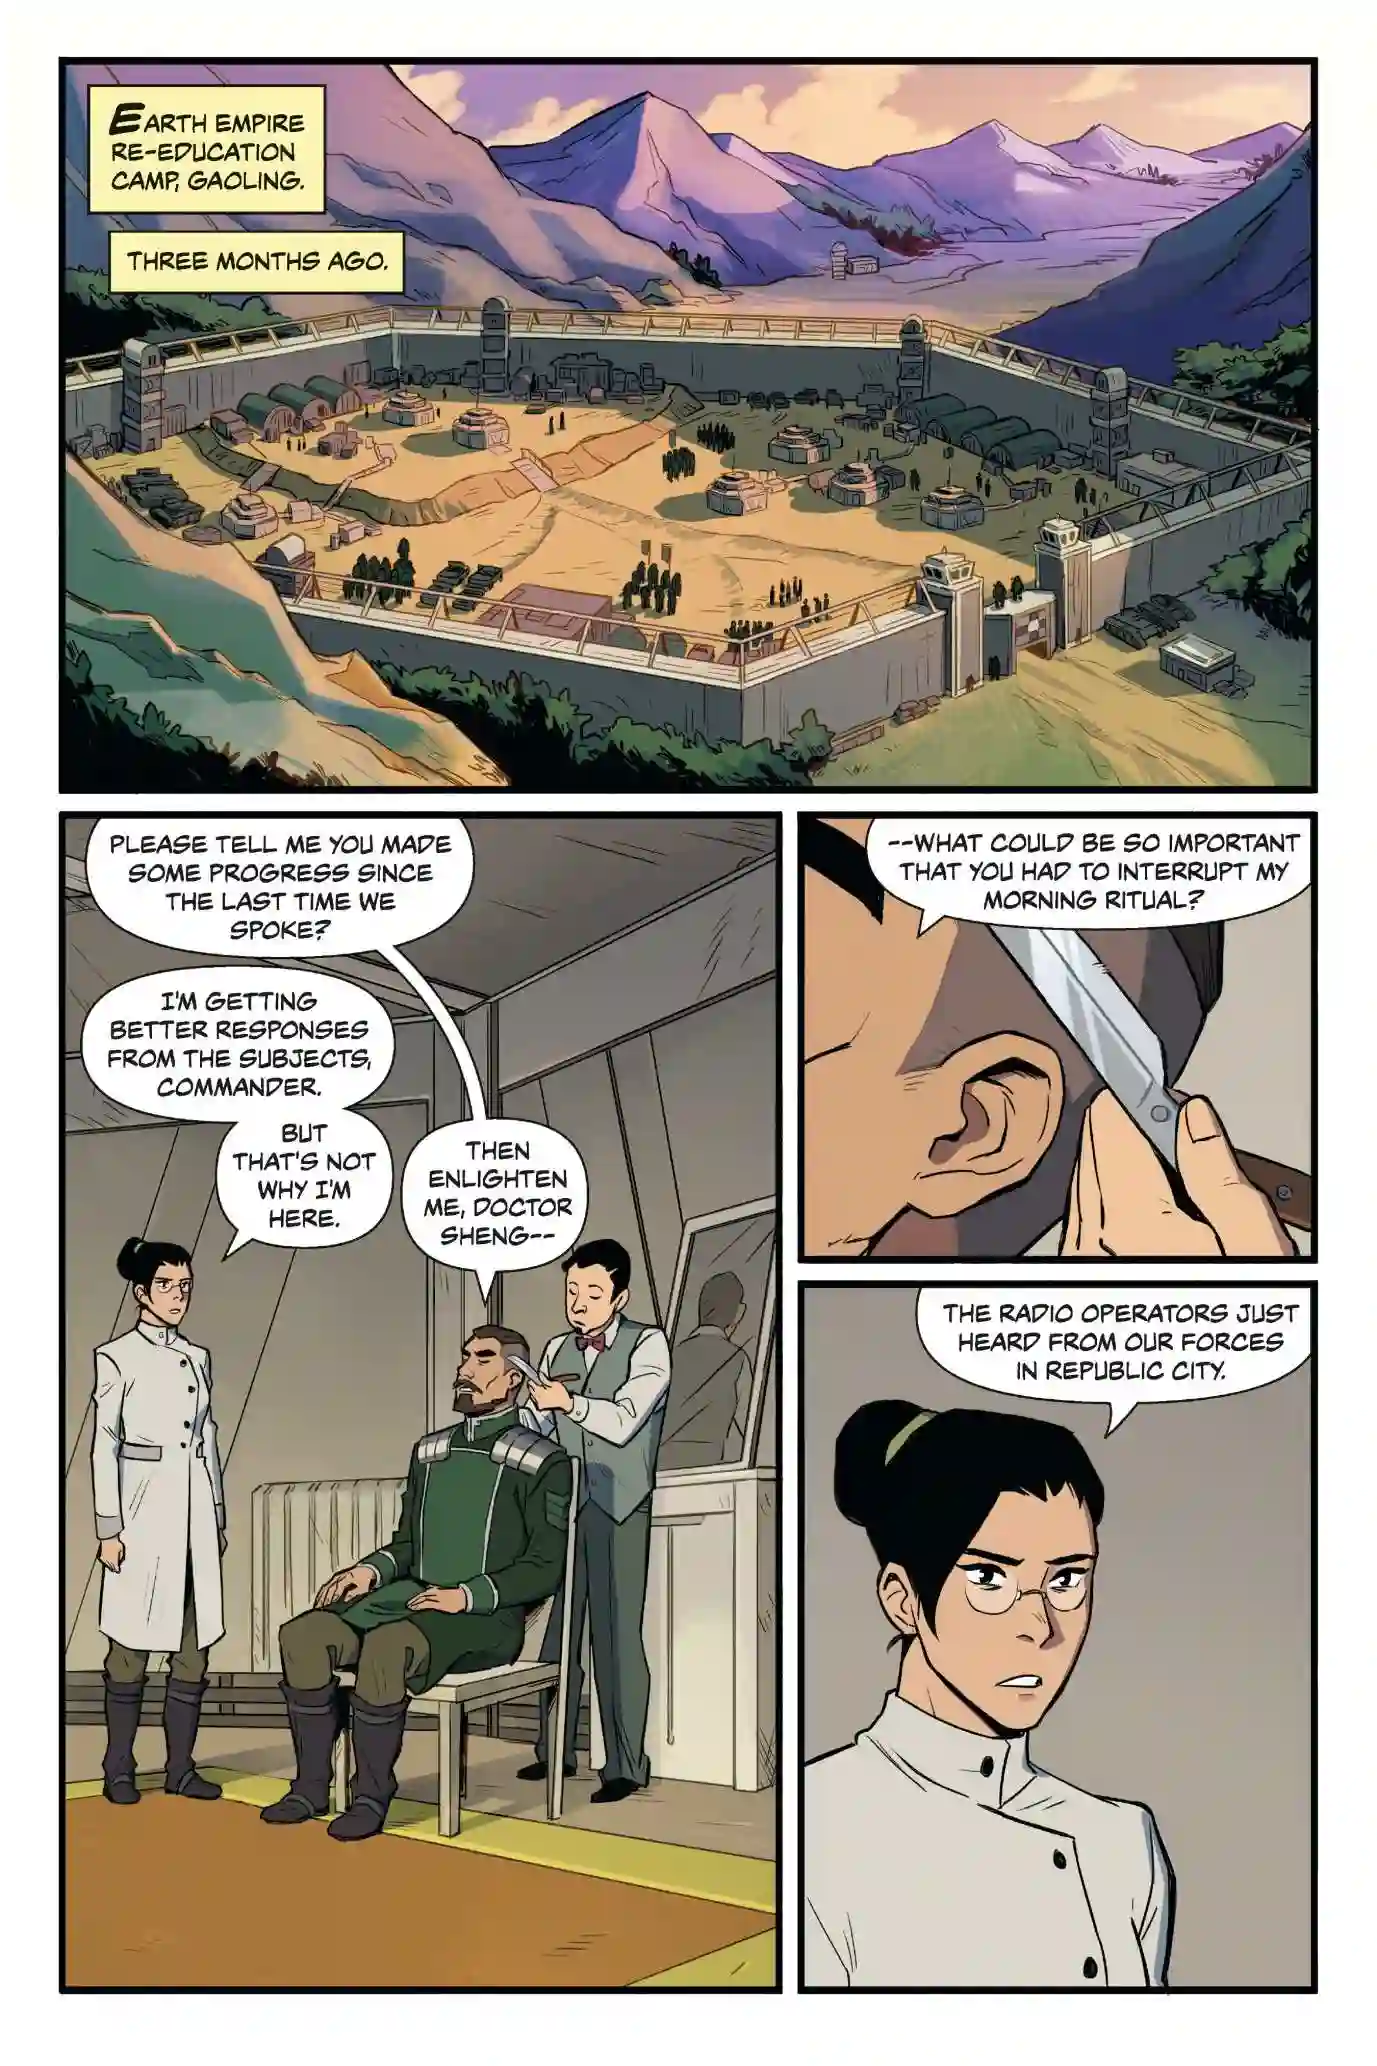 EARTH EMPIRE
RE-EDUCATION
CAMP, GAOLING.
THREE MONTHS AGO.
PLEASE TELL ME YOU MADE
SOME PROGRESS SINCE
THE LAST TIME WE
SPOKE?
I'M GETTING
BETTER RESPONSES
FROM THE SUBJECTS,
COMMANDER.
BUT
THAT'S NOT
WHY I'M
HERE.
THEN
ENLIGHTEN
ME, DOCTOR
SHENG--
--WHAT COULD BE SO IMPORTANT
THAT YOU HAD TO INTERRUPT MY
MORNING RITUAL?
THE RADIO OPERATORS JUST
HEARD FROM OUR FORCES
IN REPUBLIC CITY.